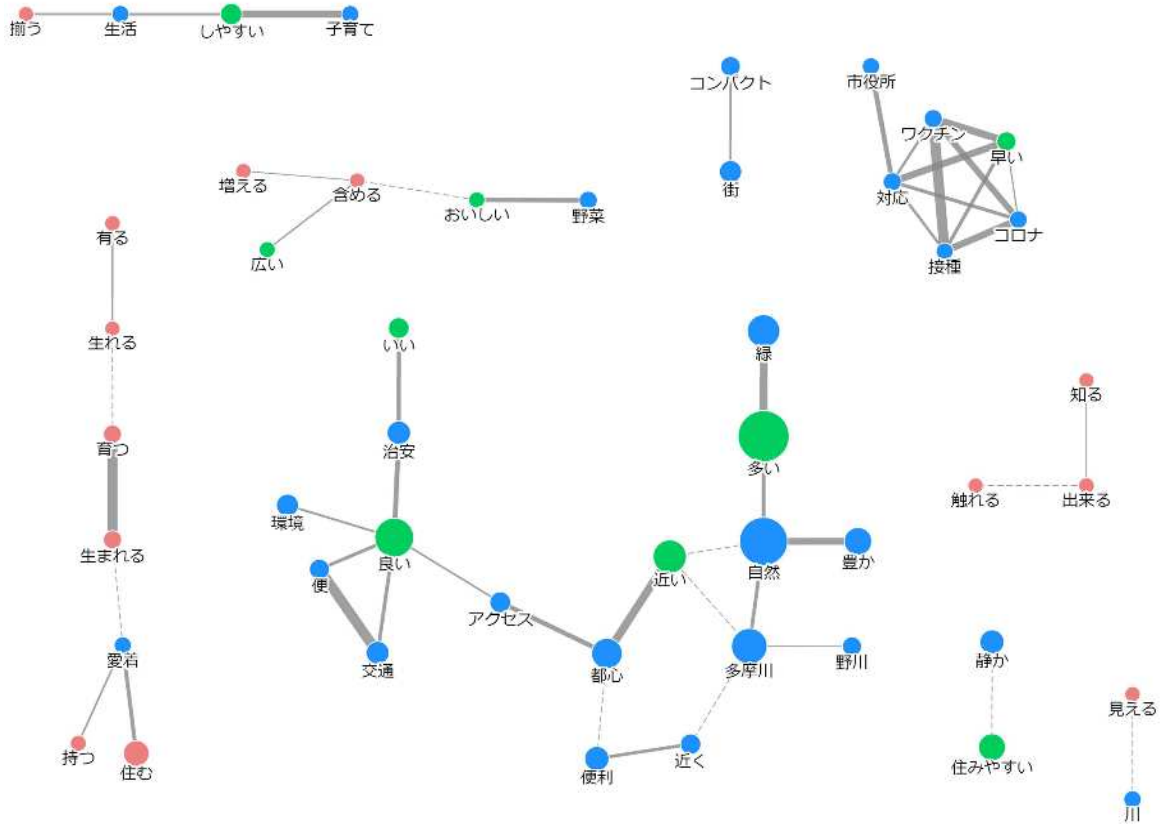 揃う
生活
しやすい
子育て
コンパクト
市役所
ワクチン
早い
増える
含める
対応
街
おいしい
野菜
有る
コロナ
広い
接種
生れる
いい
緑
知る
育つ
治安
多い
触れる
出来る
環境
生まれる
良い
近い
自然
豊か
便
アクセス
愛着
交通
都心
多摩川
野川
静か
見える
持つ
住む
便利
近く
住みやすい
川